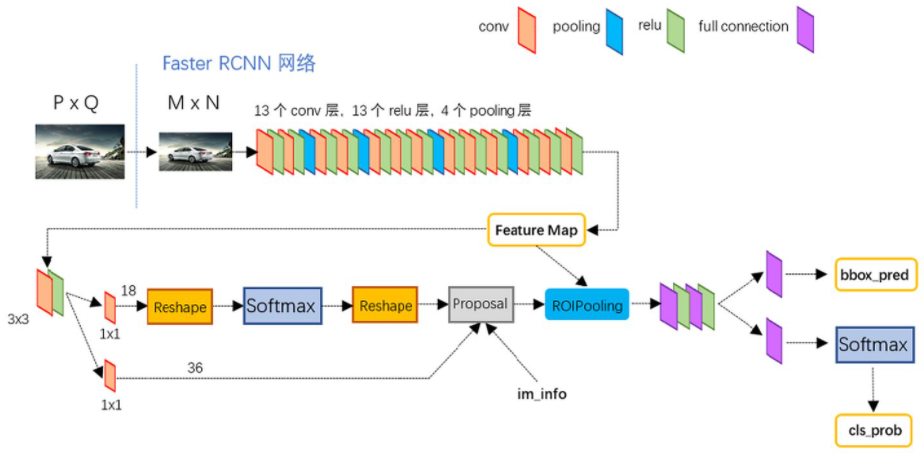 conv
pooling
relu
full connection
Faster RCNN 网络
P x Q
M x N
13 个 conv 层, 13 个 relu 层, 4 个 pooling 层
Feature Map
3x3
18
1x1
Reshape
Softmax
Reshape
Proposal
ROIPooling
bbox_pred
Softmax
36
1x1
im_info
cls_prob